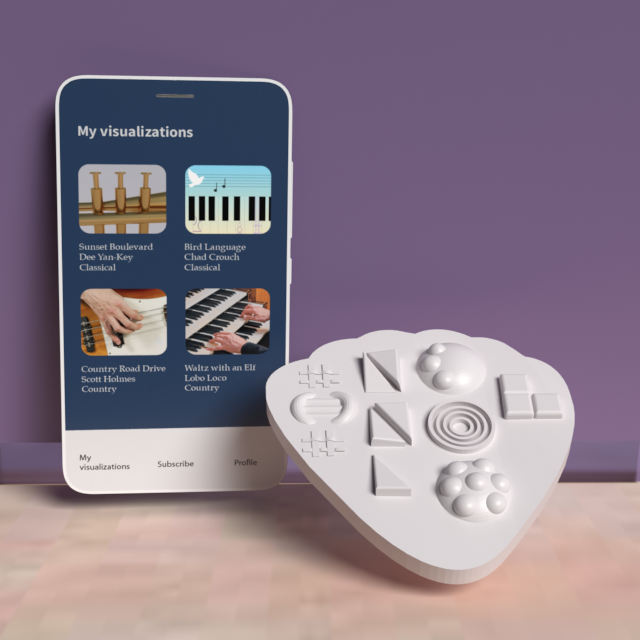 My visualizations
Sunset Boulevard
Dee Yan-Key
Classical
Bird Language
Chad Crouch
Classical
Country Road Drive
Scott Holmes
Country
Waltz with an Elf
Lobo Loco
Country
My
visualizations
Subscribe
Profile